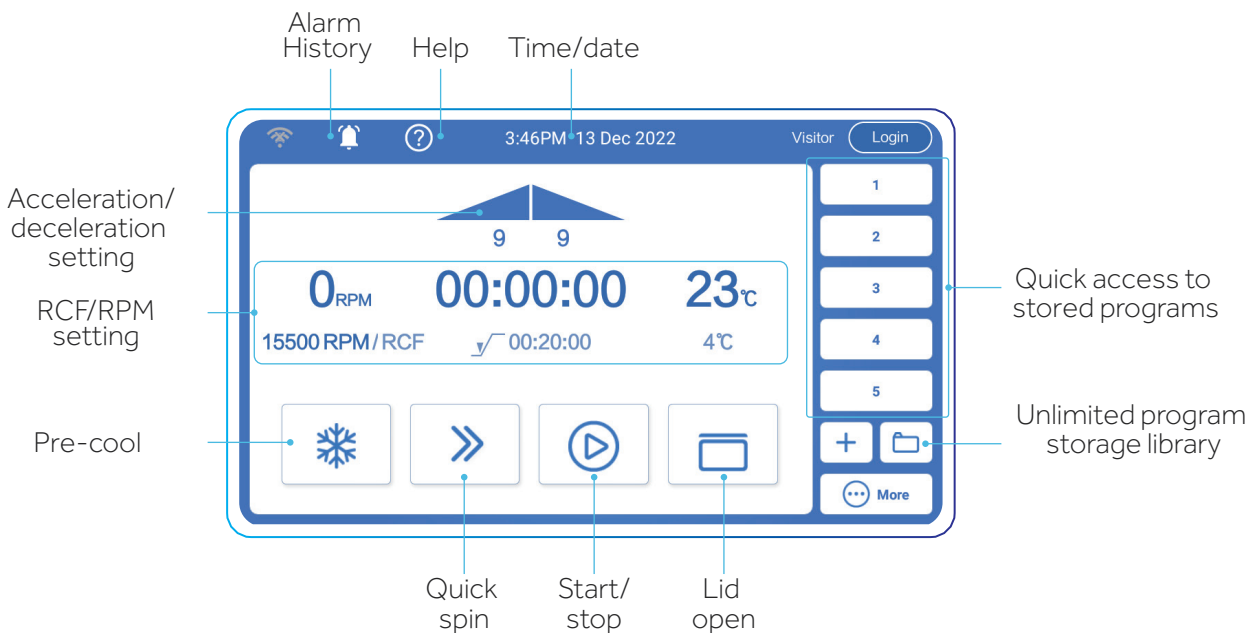 Alarm
History
Help
Time/date
3:46PM 13 Dec 2022
Visitor
Login
Acceleration/
deceleration
setting
9 9
RCF/RPM
setting
0RPM 00:00:00 23℃
15500 RPM/RCF 00:20:00 4℃
Pre-cool
1
2
3
4
5
Quick access to
stored programs
Unlimited program
storage library
More
Quick
spin
Start/
stop
Lid
open